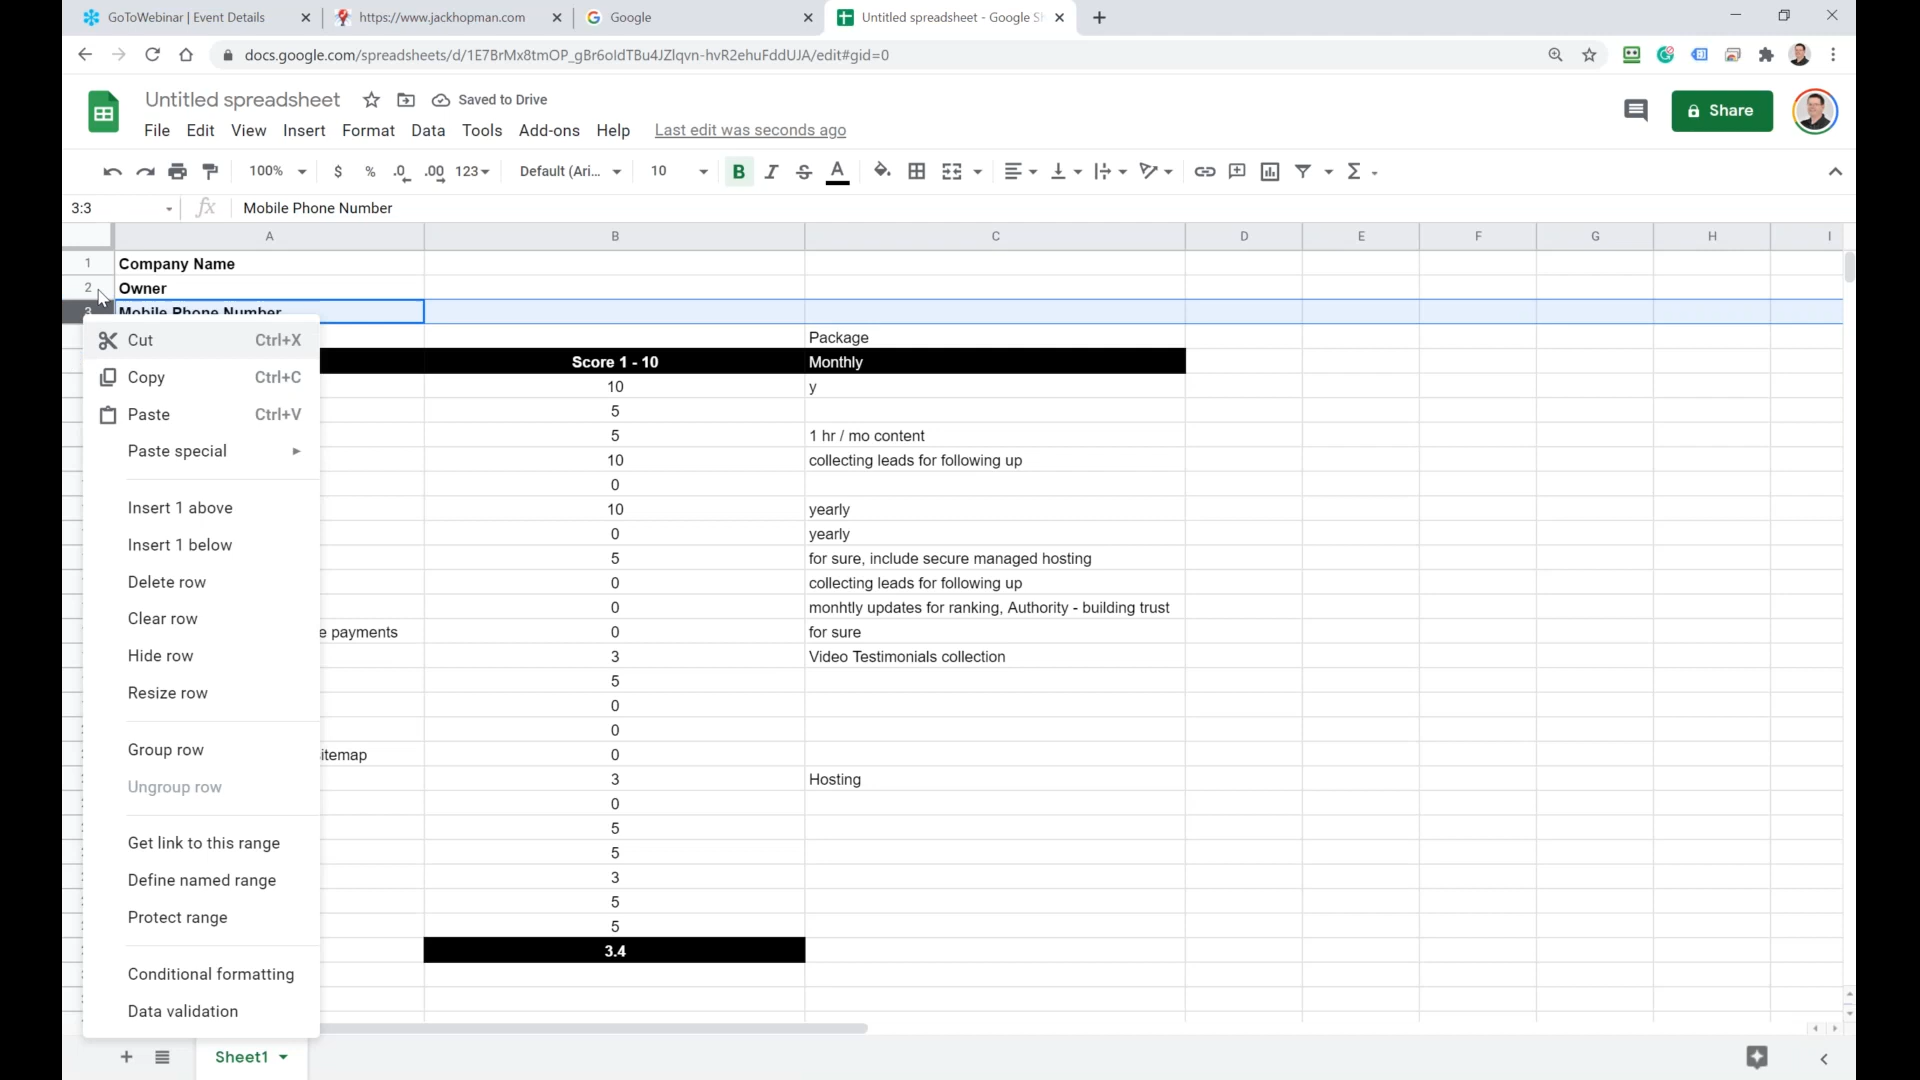 GoToWebinar | Event Details
https://www.jackhopman.com
Google
Untitled spreadsheet - Google Sh
docs.google.com/spreadsheets/d/1E7BrMx8tmOP_gBr6oIdTBu4JZlqvn-hvR2ehuFddUJA/edit#gid=0
Untitled spreadsheet
Saved to Drive
Share
File Edit View Insert Format Data Tools Add-ons Help Last edit was seconds ago
100% $ % .0 .00 123 Default (Ari... 10 B I S A
3:3 fx Mobile Phone Number
A B C D E F G H I
1 Company Name
2 Owner
3 Mobile Phone Number
Package
Score 1 - 10 Monthly
10 y
5
5 1 hr / mo content
10 collecting leads for following up
0
10 yearly
0 yearly
5 for sure, include secure managed hosting
0 collecting leads for following up
0 monhtly updates for ranking, Authority - building trust
e payments 0 for sure
3 Video Testimonials collection
5
0
0
itemap 0
3 Hosting
0
5
5
3
5
5
3.4
Cut Ctrl+X
Copy Ctrl+C
Paste Ctrl+V
Paste special
Insert 1 above
Insert 1 below
Delete row
Clear row
Hide row
Resize row
Group row
Ungroup row
Get link to this range
Define named range
Protect range
Conditional formatting
Data validation
Sheet1